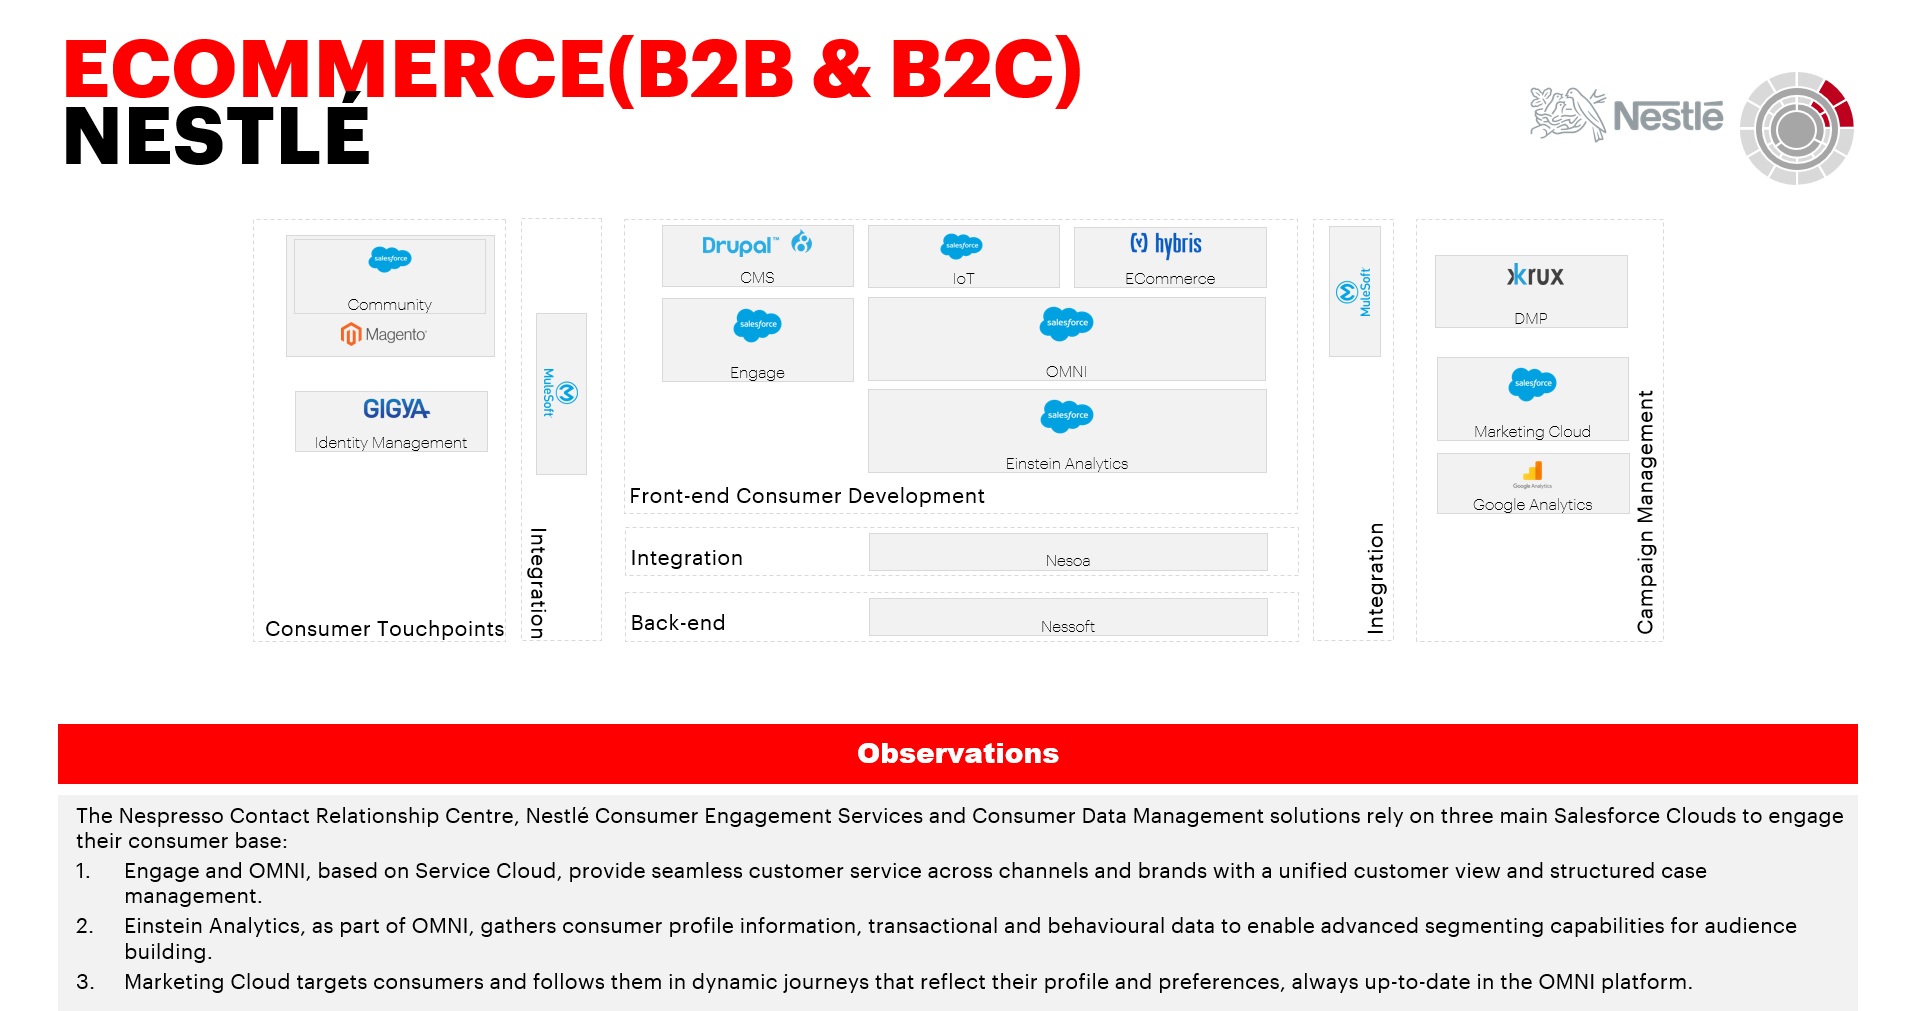 ECOMMERCE(B2B & B2C)
NESTLÉ
Nestlé
salesforce
Community
Magento
GIGYA
Identity Management
Consumer Touchpoints
MuleSoft
Integration
Drupal™
CMS
salesforce
IoT
hybris
ECommerce
salesforce
Engage
salesforce
OMNI
salesforce
Einstein Analytics
Front-end Consumer Development
Integration
Nesoa
Back-end
Nessoft
MuleSoft
Integration
krux
DMP
salesforce
Marketing Cloud
Google Analytics
Google Analytics
Campaign Management
Observations
The Nespresso Contact Relationship Centre, Nestlé Consumer Engagement Services and Consumer Data Management solutions rely on three main Salesforce Clouds to engage
their consumer base:
1. Engage and OMNI, based on Service Cloud, provide seamless customer service across channels and brands with a unified customer view and structured case
management.
2. Einstein Analytics, as part of OMNI, gathers consumer profile information, transactional and behavioural data to enable advanced segmenting capabilities for audience
building.
3. Marketing Cloud targets consumers and follows them in dynamic journeys that reflect their profile and preferences, always up-to-date in the OMNI platform.